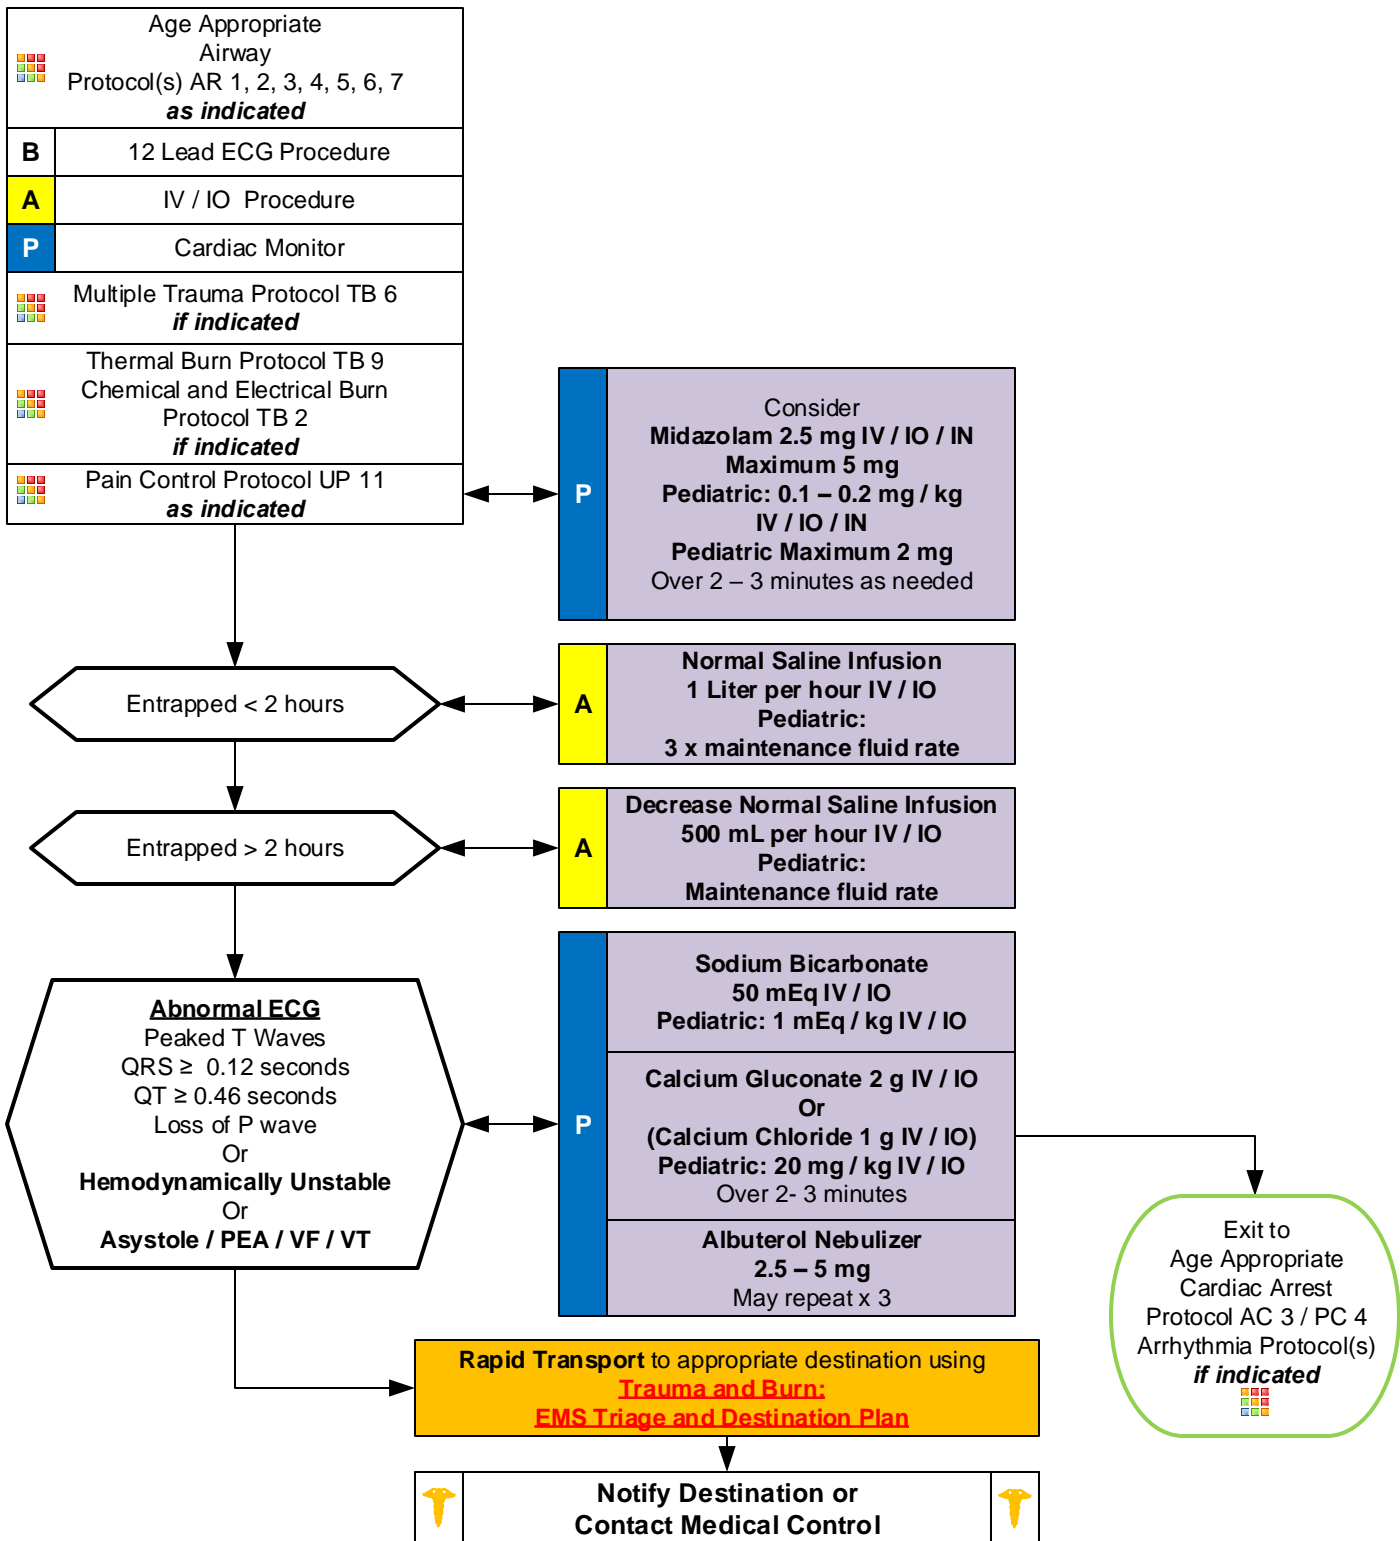 Age Appropriate
Airway
Protocol(s) AR 1, 2, 3, 4, 5, 6, 7
as indicated
B 12 Lead ECG Procedure
A IV / IO Procedure
P Cardiac Monitor
Multiple Trauma Protocol TB 6
if indicated
Thermal Burn Protocol TB 9
Chemical and Electrical Burn
Protocol TB 2
if indicated
Pain Control Protocol UP 11
as indicated
P
Consider
Midazolam 2.5 mg IV / IO / IN
Maximum 5 mg
Pediatric: 0.1 – 0.2 mg / kg
IV / IO / IN
Pediatric Maximum 2 mg
Over 2 – 3 minutes as needed
Entrapped < 2 hours
A
Normal Saline Infusion
1 Liter per hour IV / IO
Pediatric:
3 x maintenance fluid rate
Entrapped > 2 hours
A
Decrease Normal Saline Infusion
500 mL per hour IV / IO
Pediatric:
Maintenance fluid rate
Abnormal ECG
Peaked T Waves
QRS ≥ 0.12 seconds
QT ≥ 0.46 seconds
Loss of P wave
Or
Hemodynamically Unstable
Or
Asystole / PEA / VF / VT
P
Sodium Bicarbonate
50 mEq IV / IO
Pediatric: 1 mEq / kg IV / IO
Calcium Gluconate 2 g IV / IO
Or
(Calcium Chloride 1 g IV / IO)
Pediatric: 20 mg / kg IV / IO
Over 2- 3 minutes
Albuterol Nebulizer
2.5 – 5 mg
May repeat x 3
Exit to
Age Appropriate
Cardiac Arrest
Protocol AC 3 / PC 4
Arrhythmia Protocol(s)
if indicated
Rapid Transport to appropriate destination using
Trauma and Burn:
EMS Triage and Destination Plan
Notify Destination or
Contact Medical Control